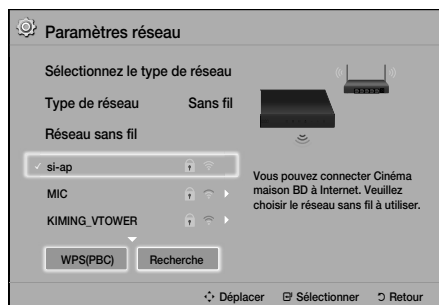 Paramètres réseau
Sélectionnez le type de réseau
Type de réseau Sans fil
Réseau sans fil
si-ap
MIC
KIMING_VTOWER
WPS(PBC) Recherche
Vous pouvez connecter Cinéma
maison BD à Internet. Veuillez
choisir le réseau sans fil à utiliser.
Déplacer Sélectionner Retour